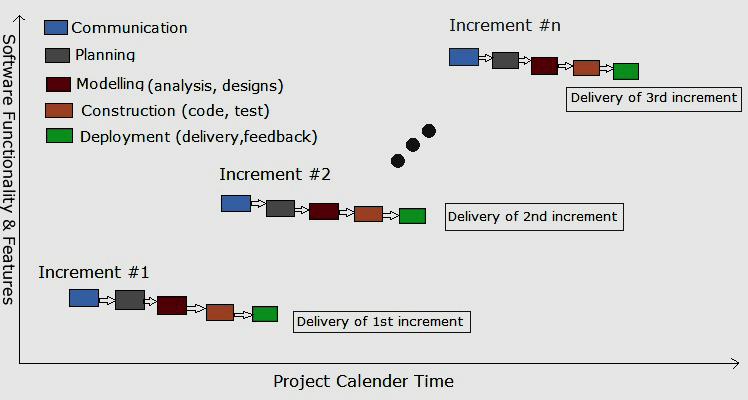 Communication
Planning
Modelling (analysis, designs)
Construction (code, test)
Deployment (delivery,feedback)
Increment #n
Delivery of 3rd increment
Increment #2
Delivery of 2nd increment
Increment #1
Delivery of 1st increment
Software Functionality & Features
Project Calender Time